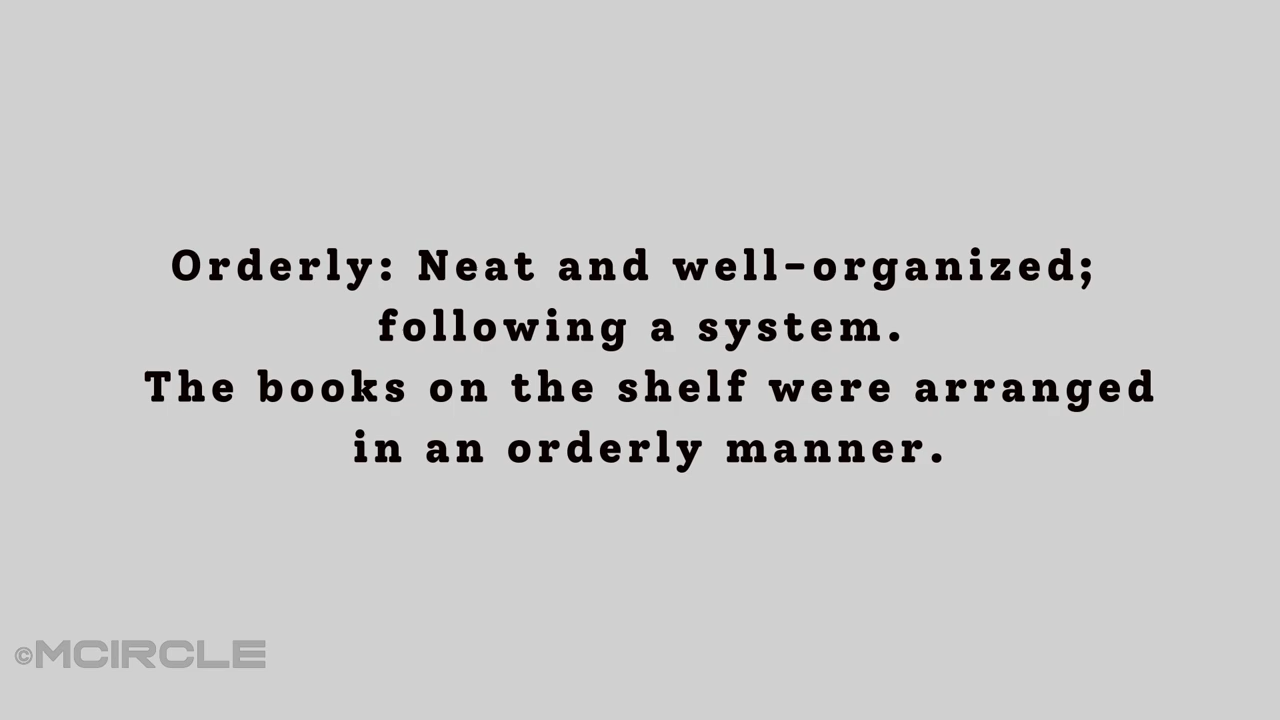 Orderly: Neat and well-organized;
following a system.
The books on the shelf were arranged
in an orderly manner.
©MCIRCLE